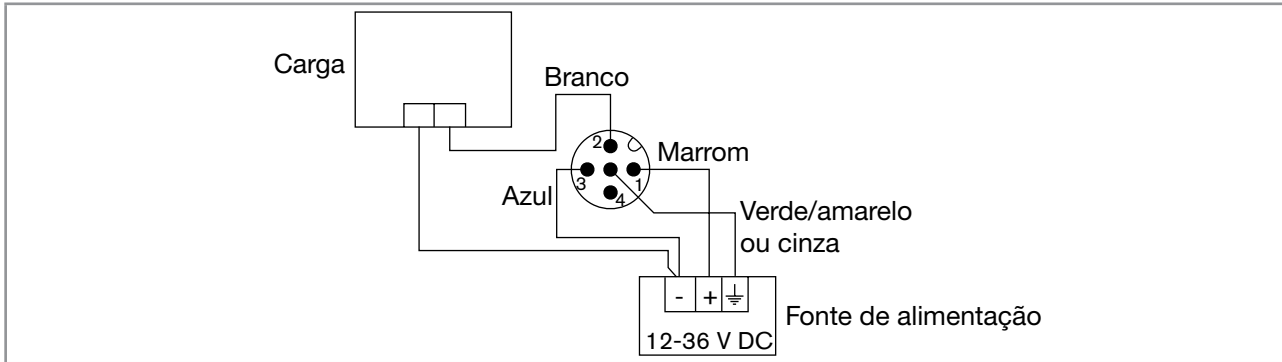 Carga
Branco
2
Marrom
3
1
Azul
4
Verde/amarelo
ou cinza
- +
Fonte de alimentação
12-36 V DC